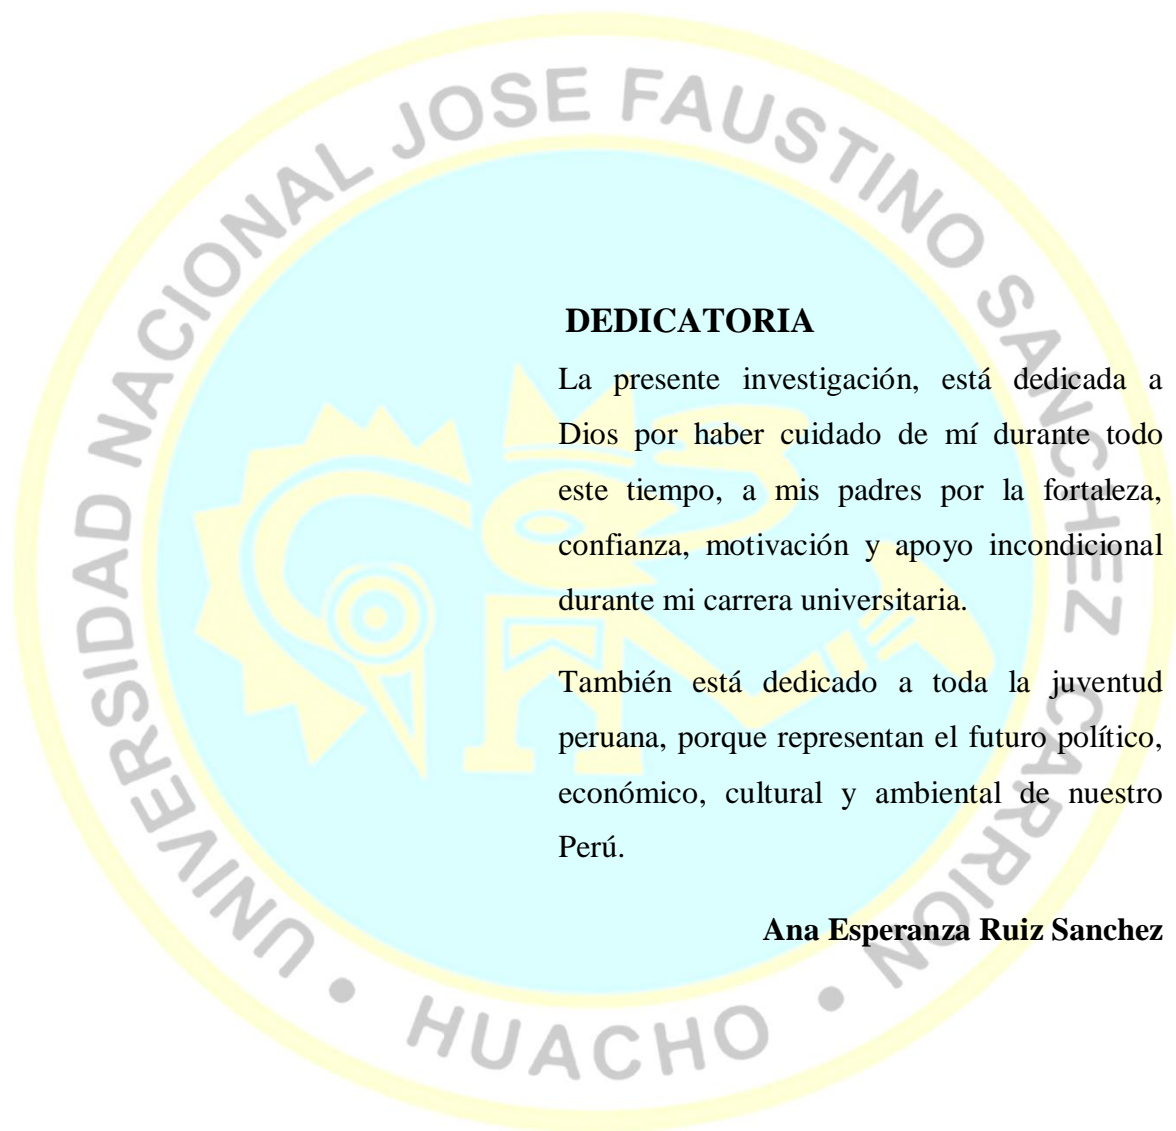 UNIVERSIDAD NACIONAL JOSE FAUSTINO SANCHEZ CARRION • HUACHO •
DEDICATORIA
La presente investigación, está dedicada a
Dios por haber cuidado de mí durante todo
este tiempo, a mis padres por la fortaleza,
confianza, motivación y apoyo incondicional
durante mi carrera universitaria.
También está dedicado a toda la juventud
peruana, porque representan el futuro político,
económico, cultural y ambiental de nuestro
Perú.
Ana Esperanza Ruiz Sanchez